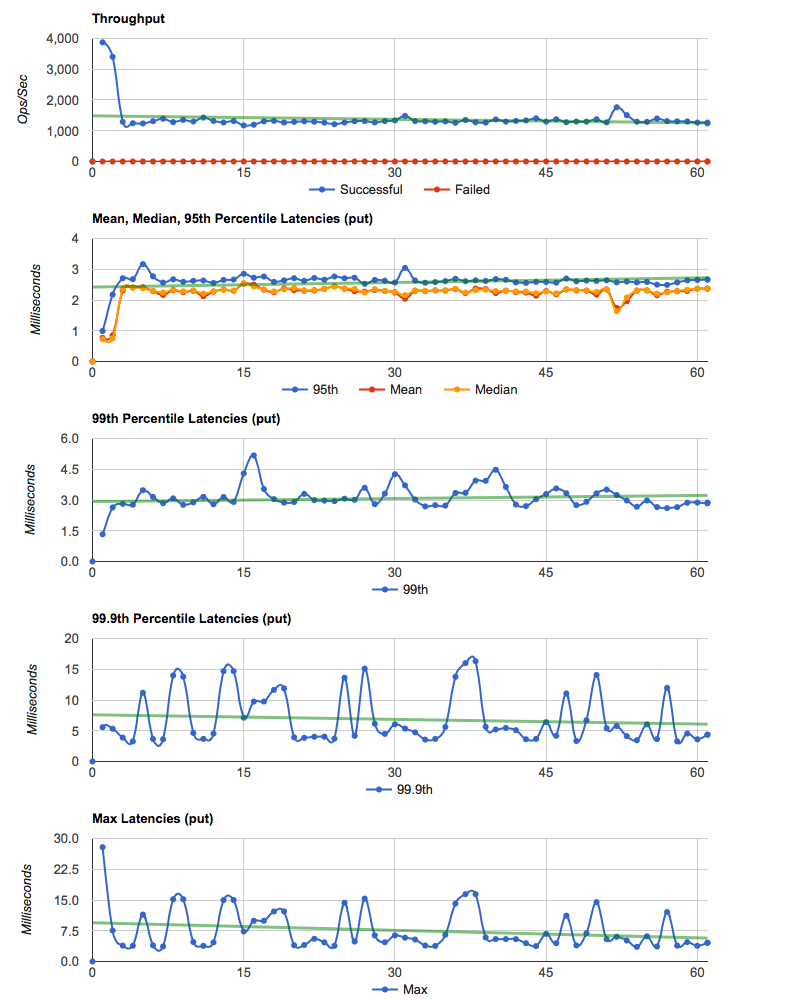 Throughput
4,000
3,000
2,000
1,000
0
Ops/Sec
0 15 30 45 60
Successful Failed
Mean, Median, 95th Percentile Latencies (put)
4
3
2
1
0
Milliseconds
0 15 30 45 60
95th Mean Median
99th Percentile Latencies (put)
6.0
4.5
3.0
1.5
0.0
Milliseconds
0 15 30 45 60
99th
99.9th Percentile Latencies (put)
20
15
10
5
0
Milliseconds
0 15 30 45 60
99.9th
Max Latencies (put)
30.0
22.5
15.0
7.5
0.0
Milliseconds
0 15 30 45 60
Max